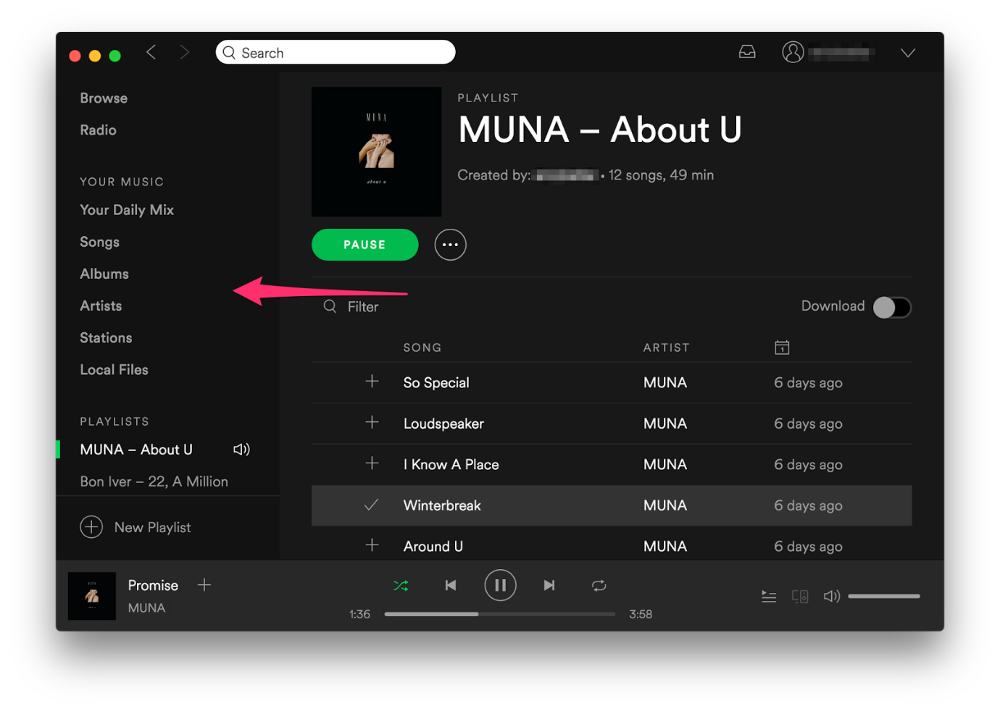 Search
Browse
Radio
YOUR MUSIC
Your Daily Mix
Songs
Albums
Artists
Stations
Local Files
PLAYLISTS
MUNA – About U
Bon Iver – 22, A Million
New Playlist
MUNA
about u
PLAYLIST
MUNA – About U
Created by: • 12 songs, 49 min
PAUSE
Filter
Download
SONG ARTIST
So Special MUNA 6 days ago
Loudspeaker MUNA 6 days ago
I Know A Place MUNA 6 days ago
Winterbreak MUNA 6 days ago
Around U MUNA 6 days ago
Promise
MUNA
1:36 3:58